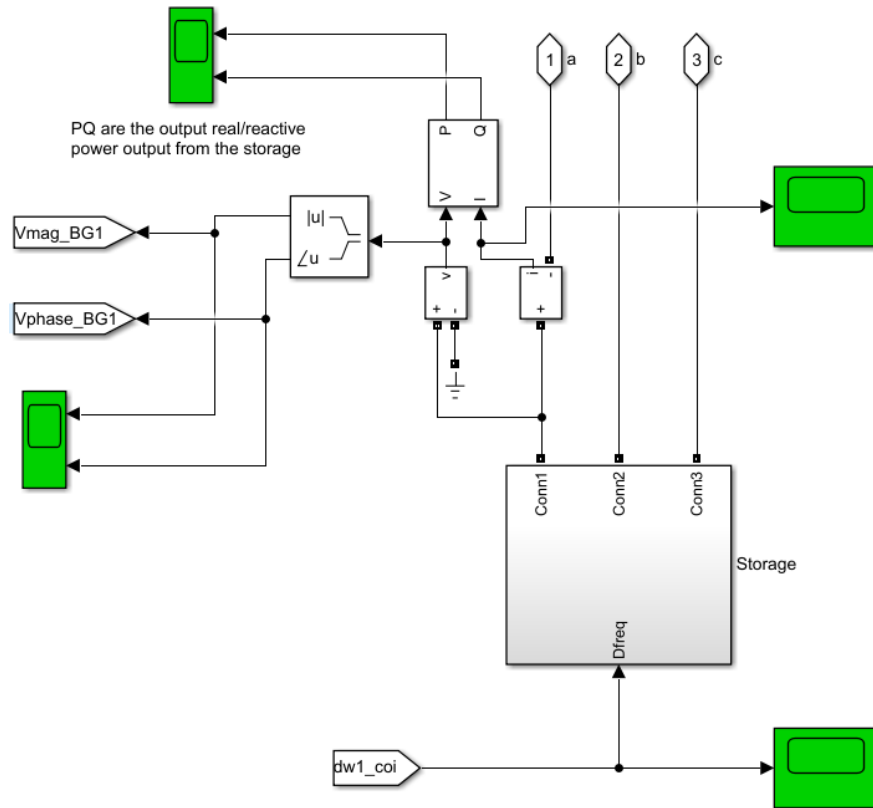 1 a
2 b
3 c
P
Q
PQ are the output real/reactive
power output from the storage
V
I
|u|
∠u
Vmag_BG1
v
i
-
+ -
+
Vphase_BG1
Conn1
Conn2
Conn3
Storage
Dfreq
dw1_coi